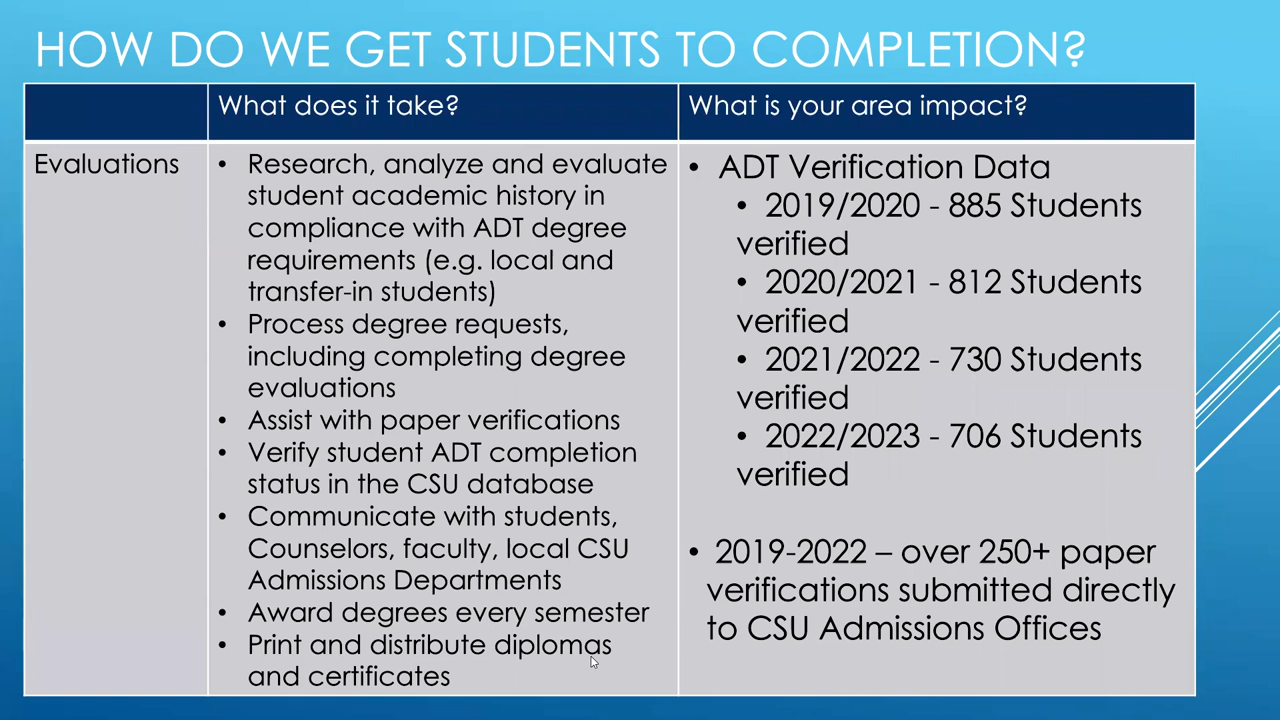 HOW DO WE GET STUDENTS TO COMPLETION?
What does it take?
What is your area impact?
Evaluations
• Research, analyze and evaluate
student academic history in
compliance with ADT degree
requirements (e.g. local and
transfer-in students)
• Process degree requests,
including completing degree
evaluations
• Assist with paper verifications
• Verify student ADT completion
status in the CSU database
• Communicate with students,
Counselors, faculty, local CSU
Admissions Departments
• Award degrees every semester
• Print and distribute diplomas
and certificates
• ADT Verification Data
• 2019/2020 - 885 Students
verified
• 2020/2021 - 812 Students
verified
• 2021/2022 - 730 Students
verified
• 2022/2023 - 706 Students
verified
• 2019-2022 – over 250+ paper
verifications submitted directly
to CSU Admissions Offices